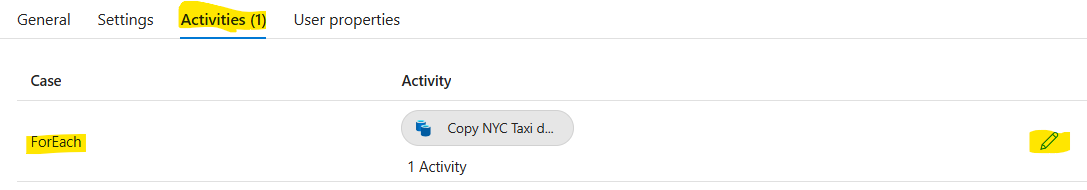 General Settings Activities (1) User properties
Case Activity
Copy NYC Taxi d...
ForEach
1 Activity